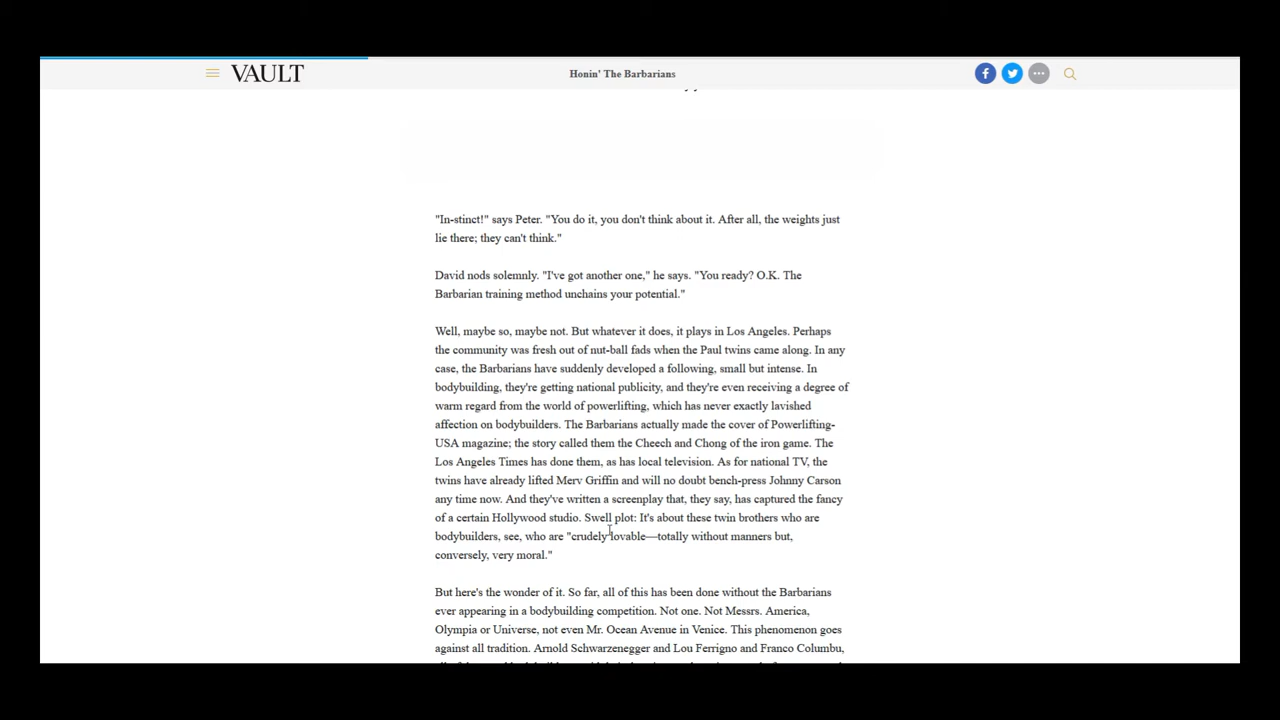 VAULT
Honin' The Barbarians
"In-stinct!" says Peter. "You do it, you don't think about it. After all, the weights just
lie there; they can't think."
David nods solemnly. "I've got another one," he says. "You ready? O.K. The
Barbarian training method unchains your potential."
Well, maybe so, maybe not. But whatever it does, it plays in Los Angeles. Perhaps
the community was fresh out of nut-ball fads when the Paul twins came along. In any
case, the Barbarians have suddenly developed a following, small but intense. In
bodybuilding, they're getting national publicity, and they're even receiving a degree of
warm regard from the world of powerlifting, which has never exactly lavished
affection on bodybuilders. The Barbarians actually made the cover of Powerlifting-
USA magazine; the story called them the Cheech and Chong of the iron game. The
Los Angeles Times has done them, as has local television. As for national TV, the
twins have already lifted Merv Griffin and will no doubt bench-press Johnny Carson
any time now. And they've written a screenplay that, they say, has captured the fancy
of a certain Hollywood studio. Swell plot: It's about these twin brothers who are
bodybuilders, see, who are "crudely lovable—totally without manners but,
conversely, very moral."
But here's the wonder of it. So far, all of this has been done without the Barbarians
ever appearing in a bodybuilding competition. Not one. Not Messrs. America,
Olympia or Universe, not even Mr. Ocean Avenue in Venice. This phenomenon goes
against all tradition. Arnold Schwarzenegger and Lou Ferrigno and Franco Columbu,